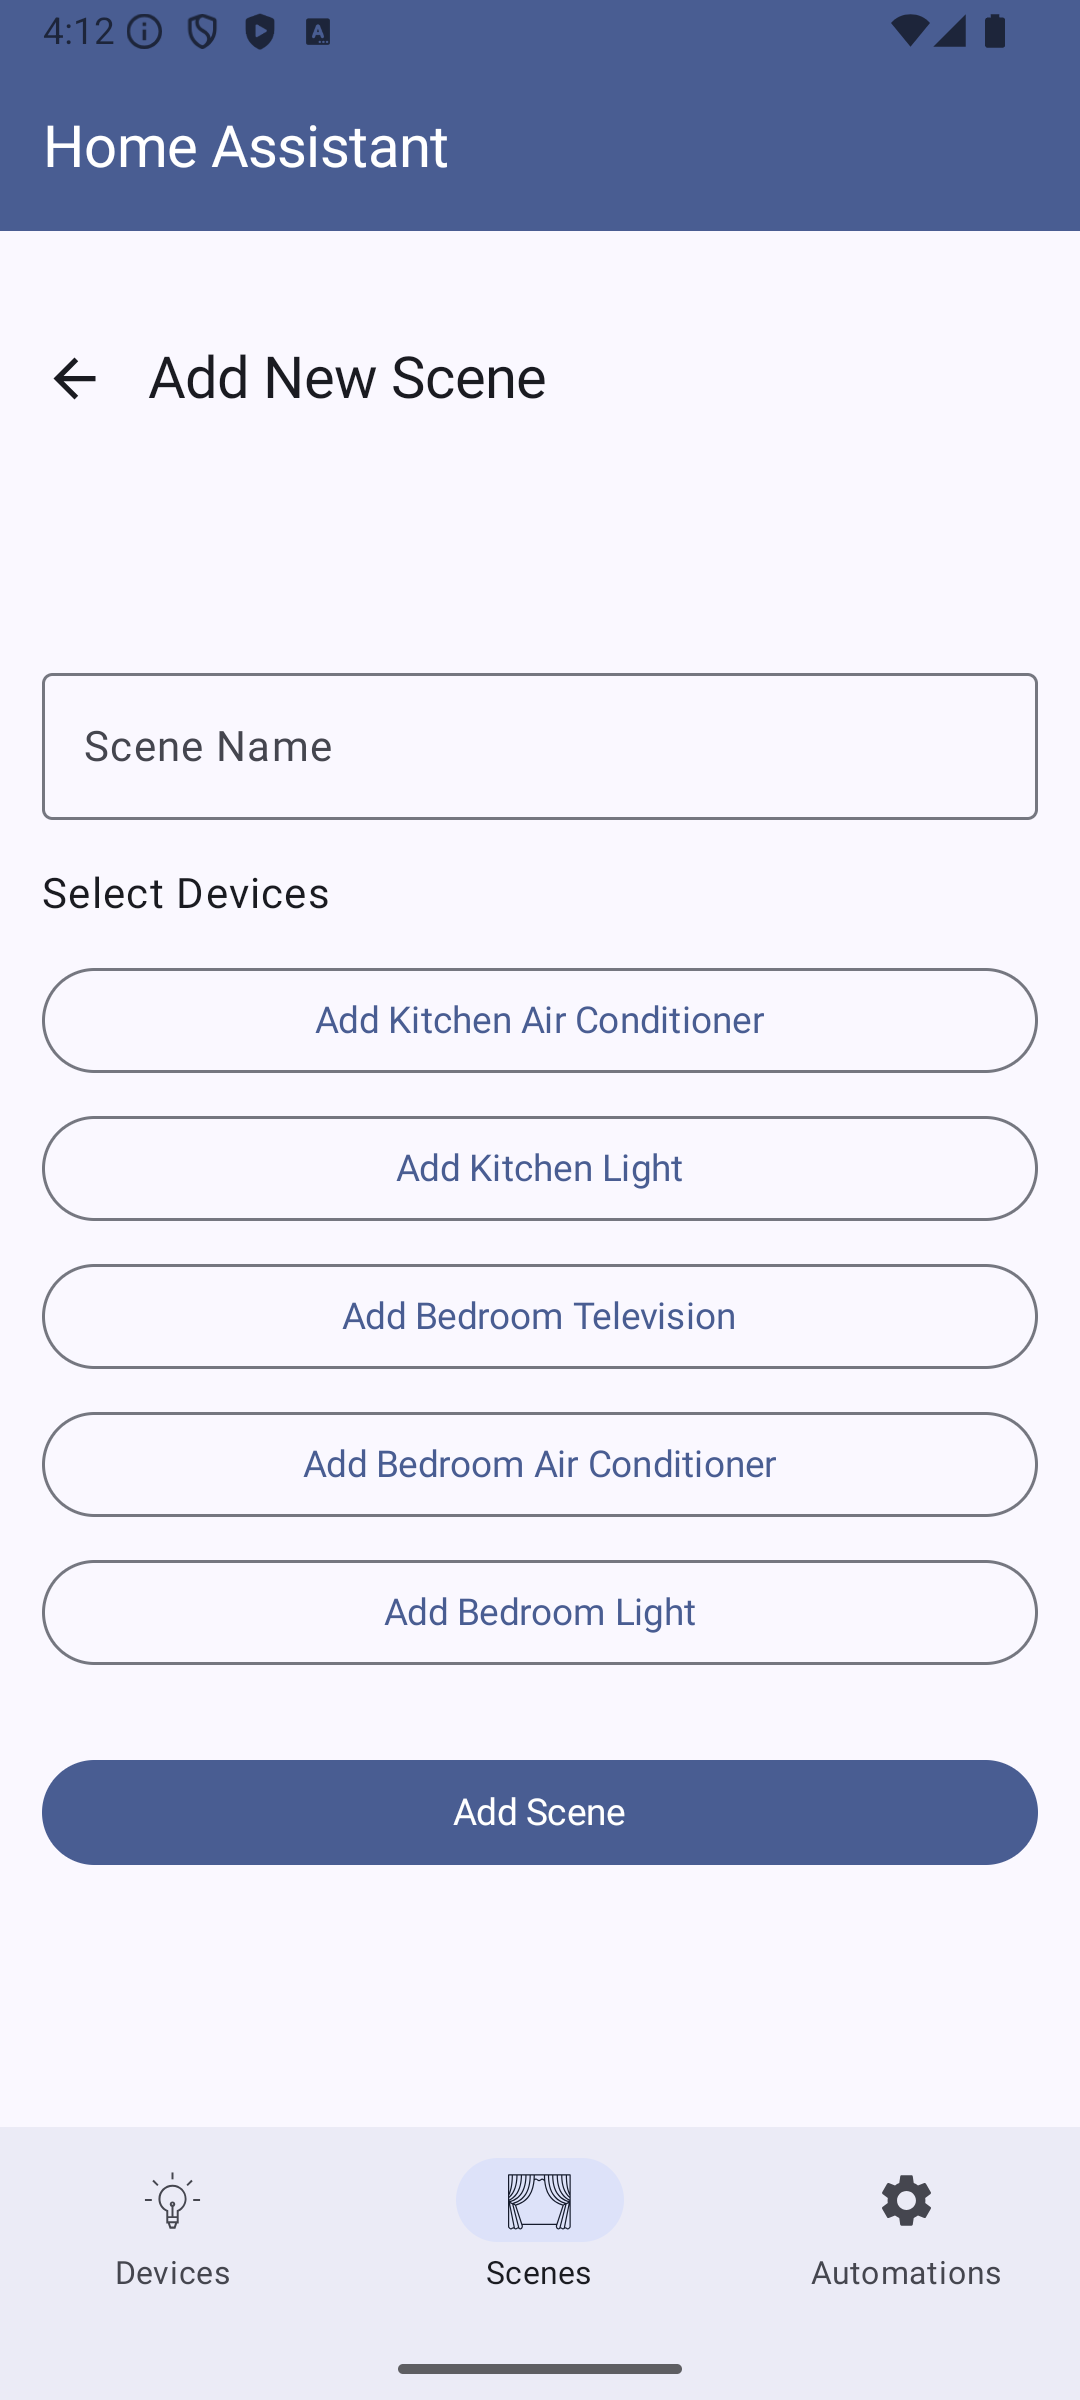 4:12
Home Assistant
Add New Scene
Scene Name
Select Devices
Add Kitchen Air Conditioner
Add Kitchen Light
Add Bedroom Television
Add Bedroom Air Conditioner
Add Bedroom Light
Add Scene
Devices
Scenes
Automations